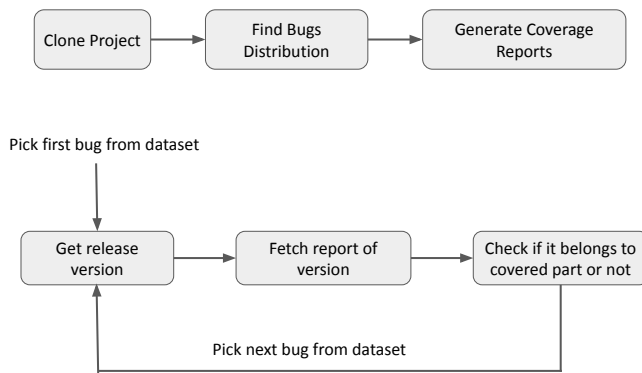 Clone Project
Find Bugs
Distribution
Generate Coverage
Reports
Pick first bug from dataset
Get release
version
Fetch report of
version
Check if it belongs to
covered part or not
Pick next bug from dataset